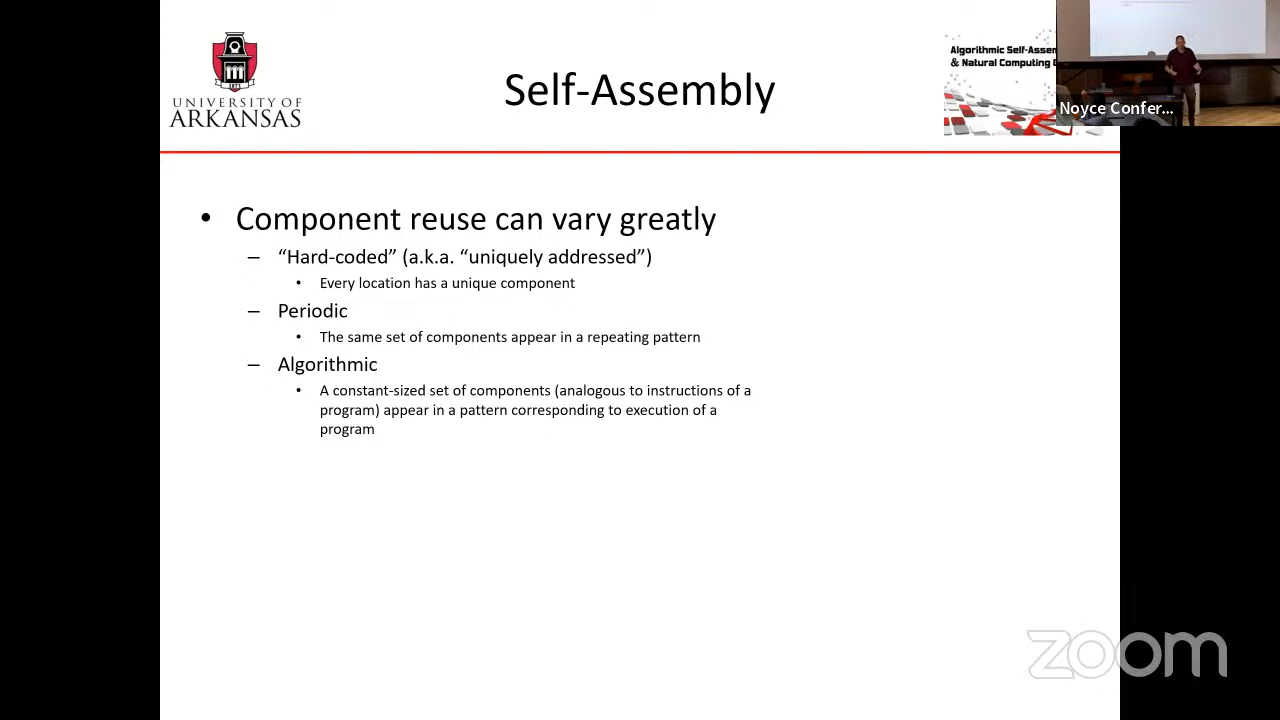 UNIVERSITY OF
ARKANSAS
1871
Self-Assembly
Algorithmic Self-Assem
& Natural Computing
Noyce Confer...
• Component reuse can vary greatly
– “Hard-coded” (a.k.a. “uniquely addressed”)
• Every location has a unique component
– Periodic
• The same set of components appear in a repeating pattern
– Algorithmic
• A constant-sized set of components (analogous to instructions of a
program) appear in a pattern corresponding to execution of a
program
zoom